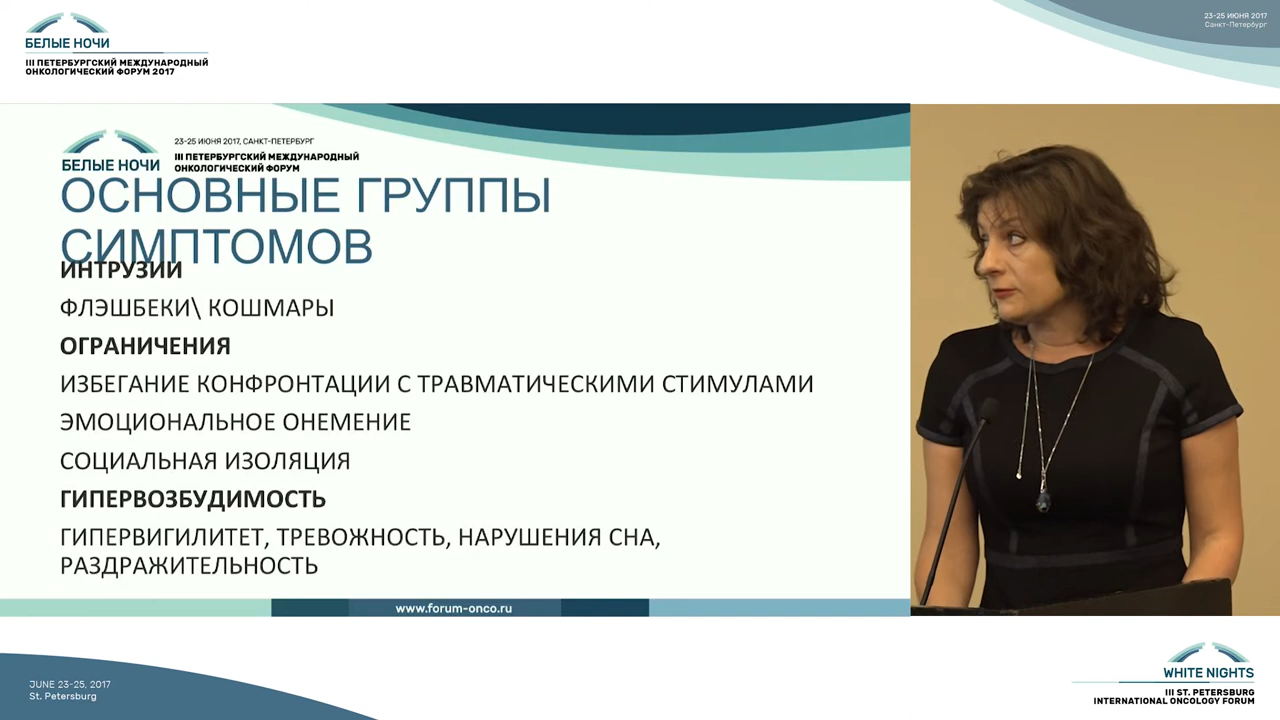 БЕЛЫЕ НОЧИ
III ПЕТЕРБУРГСКИЙ МЕЖДУНАРОДНЫЙ
ОНКОЛОГИЧЕСКИЙ ФОРУМ 2017
23-25 ИЮНЯ 2017
Санкт-Петербург
БЕЛЫЕ НОЧИ
23-25 ИЮНЯ 2017, САНКТ-ПЕТЕРБУРГ
III ПЕТЕРБУРГСКИЙ МЕЖДУНАРОДНЫЙ
ОНКОЛОГИЧЕСКИЙ ФОРУМ
ОСНОВНЫЕ ГРУППЫ
СИМПТОМОВ
ИНТРУЗИИ
ФЛЭШБЕКИ\ КОШМАРЫ
ОГРАНИЧЕНИЯ
ИЗБЕГАНИЕ КОНФРОНТАЦИИ С ТРАВМАТИЧЕСКИМИ СТИМУЛАМИ
ЭМОЦИОНАЛЬНОЕ ОНЕМЕНИЕ
СОЦИАЛЬНАЯ ИЗОЛЯЦИЯ
ГИПЕРВОЗБУДИМОСТЬ
ГИПЕРВИГИЛИТЕТ, ТРЕВОЖНОСТЬ, НАРУШЕНИЯ СНА,
РАЗДРАЖИТЕЛЬНОСТЬ
www.forum-onco.ru
JUNE 23-25, 2017
St. Petersburg
WHITE NIGHTS
III ST. PETERSBURG
INTERNATIONAL ONCOLOGY FORUM